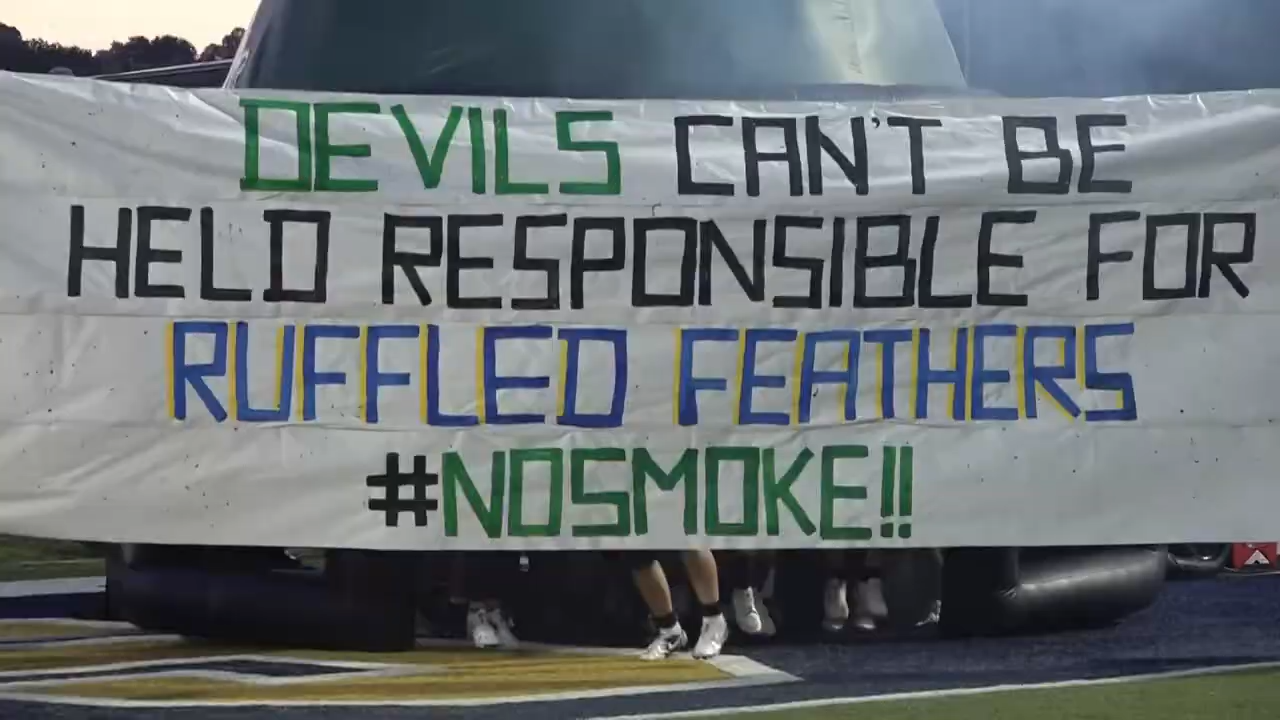 DEVILS CAN'T BE
HELD RESPONSIBLE FOR
RUFFLED FEATHERS
#NOSMOKE!!